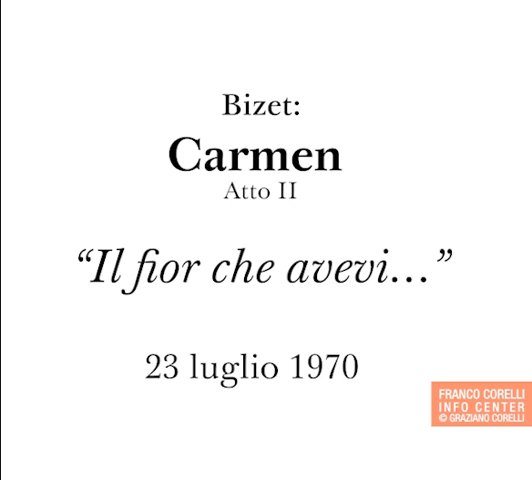 Bizet:
Carmen
Atto II
“Il fior che avevi...”
23 luglio 1970
FRANCO CORELLI
INFO CENTER
© GRAZIANO CORELLI